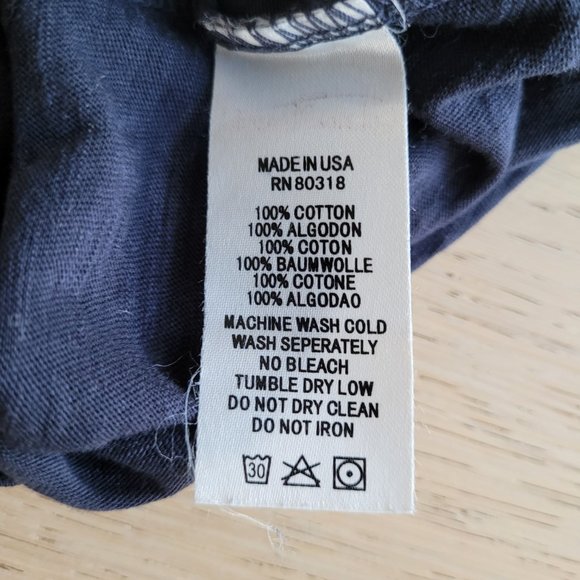 MADE IN USA
RN 80318
100% COTTON
100% ALGODON
100% COTON
100% BAUMWOLLE
100% COTONE
100% ALGODAO
MACHINE WASH COLD
WASH SEPERATELY
NO BLEACH
TUMBLE DRY LOW
DO NOT DRY CLEAN
DO NOT IRON
30